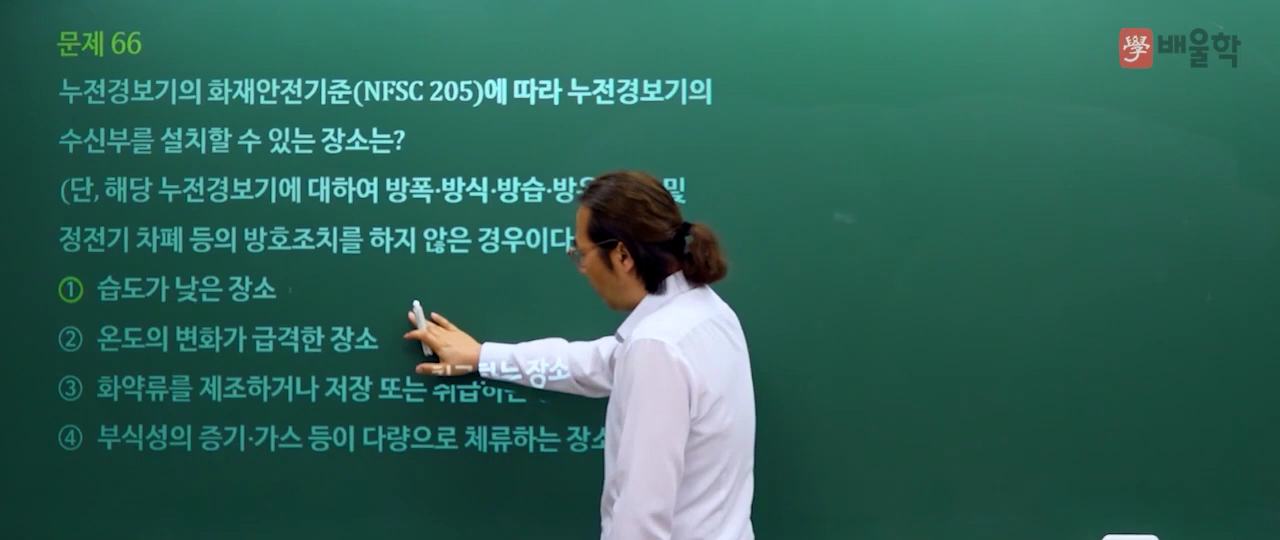 문제 66
學 배울학
누전경보기의 화재안전기준(NFSC 205)에 따라 누전경보기의
수신부를 설치할 수 있는 장소는?
(단, 해당 누전경보기에 대하여 방폭·방식·방습·방 및
정전기 차폐 등의 방호조치를 하지 않은 경우이다
① 습도가 낮은 장소
② 온도의 변화가 급격한 장소
③ 화약류를 제조하거나 저장 또는 취급하는 장소
④ 부식성의 증기·가스 등이 다량으로 체류하는 장소